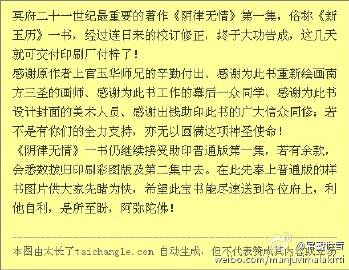 冥府二十一世纪最重要的著作《阴律无情》第一集，俗称《新
玉历》一书，经过连日来的校订修正，终于大功告成，这几天
就可交付印刷厂付梓了！
感谢原作者上官玉华师兄的辛勤付出、感谢为此书重新绘画南
方三圣的画师、感谢为此书工作的幕后一众同学、感谢为此书
设计封面的美术人员、感谢出钱助印此书的广大信众同修；若
不是有你们的全力支持，亦无以圆满这项神圣使命！
《阴律无情》一书仍继续接受助印普通版第一集，若有余款，
会悉数拨归印刷彩图版及第二集中去。在此先奉上普通版的样
书图片供大家先睹为快，希望此宝书能尽速送到各位府上，利
他自利，是所至盼，阿弥陀佛！
本图由太长了taichangle.com 自动生成，但不代表赞成其内容或立场
weibo.com/manjuvimalakirti